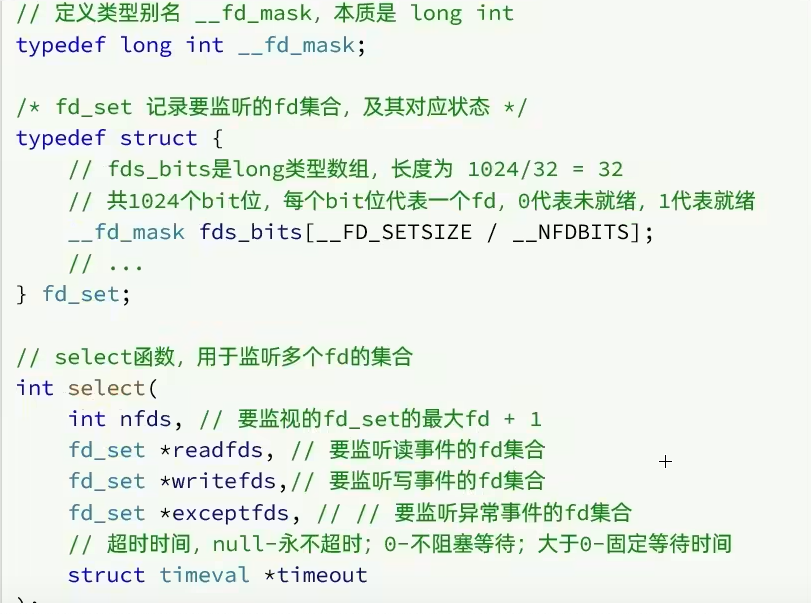 // 定义类型别名 __fd_mask，本质是 long int
typedef long int __fd_mask;
/* fd_set 记录要监听的fd集合，及其对应状态 */
typedef struct {
// fds_bits是long类型数组，长度为 1024/32 = 32
// 共1024个bit位，每个bit位代表一个fd，0代表未就绪，1代表就绪
__fd_mask fds_bits[__FD_SETSIZE / __NFDBITS];
// ...
} fd_set;
// select函数，用于监听多个fd的集合
int select(
int nfds, // 要监视的fd_set的最大fd + 1
fd_set *readfds, // 要监听读事件的fd集合
fd_set *writefds,// 要监听写事件的fd集合
fd_set *exceptfds, // // 要监听异常事件的fd集合
// 超时时间，null-永不超时；0-不阻塞等待；大于0-固定等待时间
struct timeval *timeout